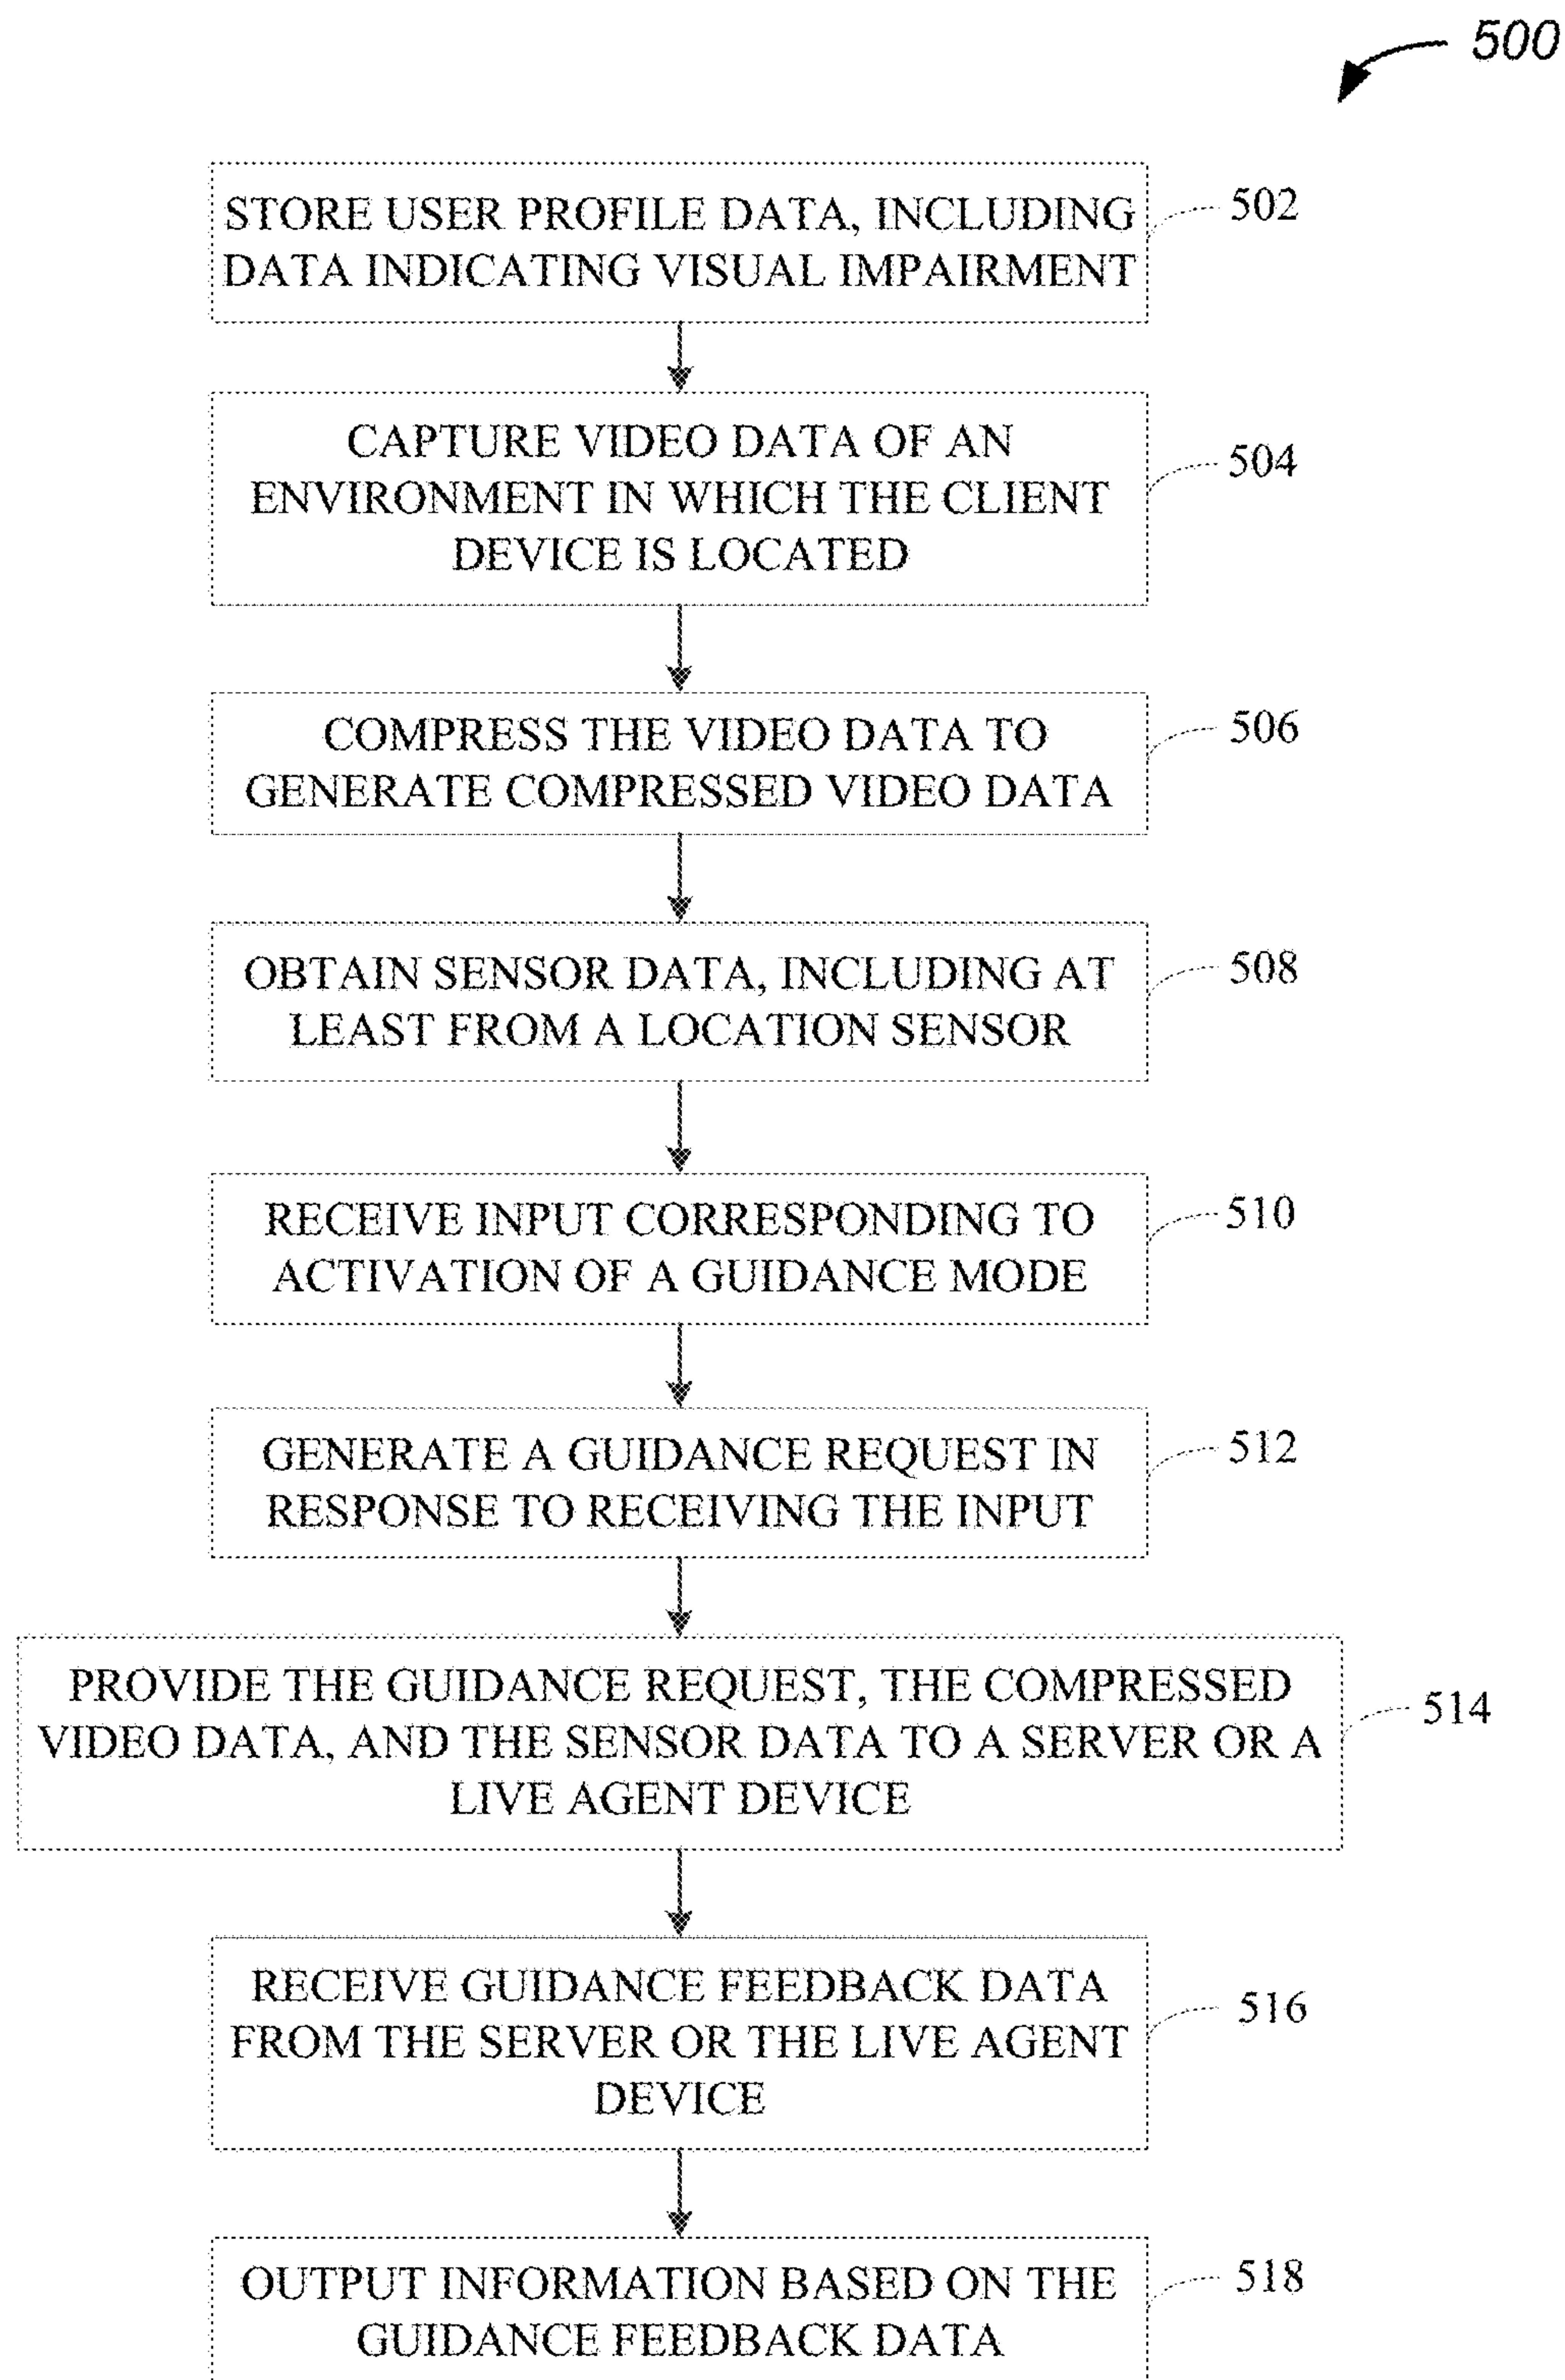 500
STORE USER PROFILE DATA, INCLUDING
DATA INDICATING VISUAL IMPAIRMENT
502
CAPTURE VIDEO DATA OF AN
ENVIRONMENT IN WHICH THE CLIENT
DEVICE IS LOCATED
504
COMPRESS THE VIDEO DATA TO
GENERATE COMPRESSED VIDEO DATA
506
OBTAIN SENSOR DATA, INCLUDING AT
LEAST FROM A LOCATION SENSOR
508
RECEIVE INPUT CORRESPONDING TO
ACTIVATION OF A GUIDANCE MODE
510
GENERATE A GUIDANCE REQUEST IN
RESPONSE TO RECEIVING THE INPUT
512
PROVIDE THE GUIDANCE REQUEST, THE COMPRESSED
VIDEO DATA, AND THE SENSOR DATA TO A SERVER OR A
LIVE AGENT DEVICE
514
RECEIVE GUIDANCE FEEDBACK DATA
FROM THE SERVER OR THE LIVE AGENT
DEVICE
516
OUTPUT INFORMATION BASED ON THE
GUIDANCE FEEDBACK DATA
518